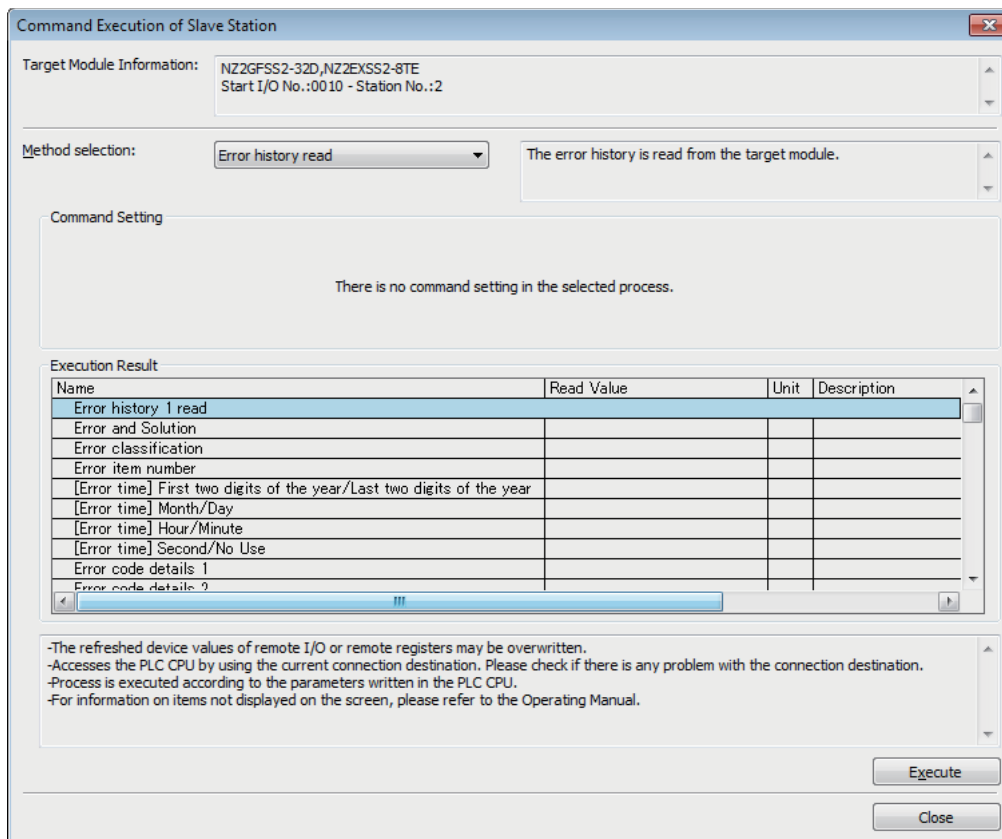 Command Execution of Slave Station
Target Module Information:
NZ2GFSS2-32D,NZ2EXSS2-8TE
Start I/O No.:0010 - Station No.:2
Method selection:
Error history read
The error history is read from the target module.
Command Setting
There is no command setting in the selected process.
Execution Result
Name Read Value Unit Description
Error history 1 read
Error and Solution
Error classification
Error item number
[Error time] First two digits of the year/Last two digits of the year
[Error time] Month/Day
[Error time] Hour/Minute
[Error time] Second/No Use
Error code details 1
Error code details 2
-The refreshed device values of remote I/O or remote registers may be overwritten.
-Accesses the PLC CPU by using the current connection destination. Please check if there is any problem with the connection destination.
-Process is executed according to the parameters written in the PLC CPU.
-For information on items not displayed on the screen, please refer to the Operating Manual.
Execute
Close